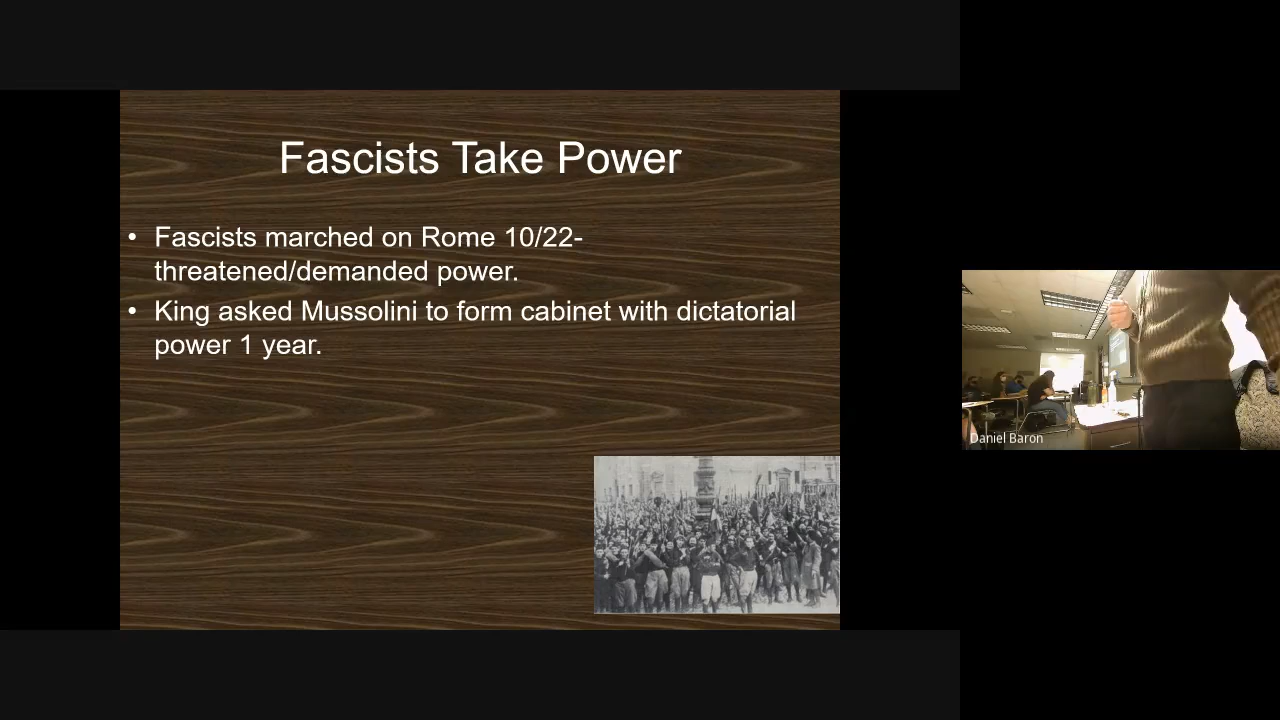 Fascists Take Power
• Fascists marched on Rome 10/22-
threatened/demanded power.
• King asked Mussolini to form cabinet with dictatorial
power 1 year.
Daniel Baron